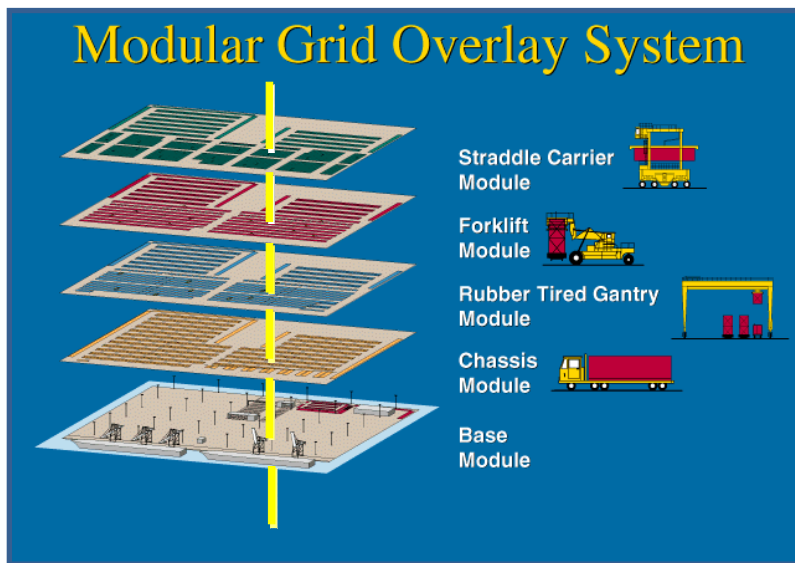 Modular Grid Overlay System
Straddle Carrier
Module
Forklift
Module
Rubber Tired Gantry
Module
Chassis
Module
Base
Module